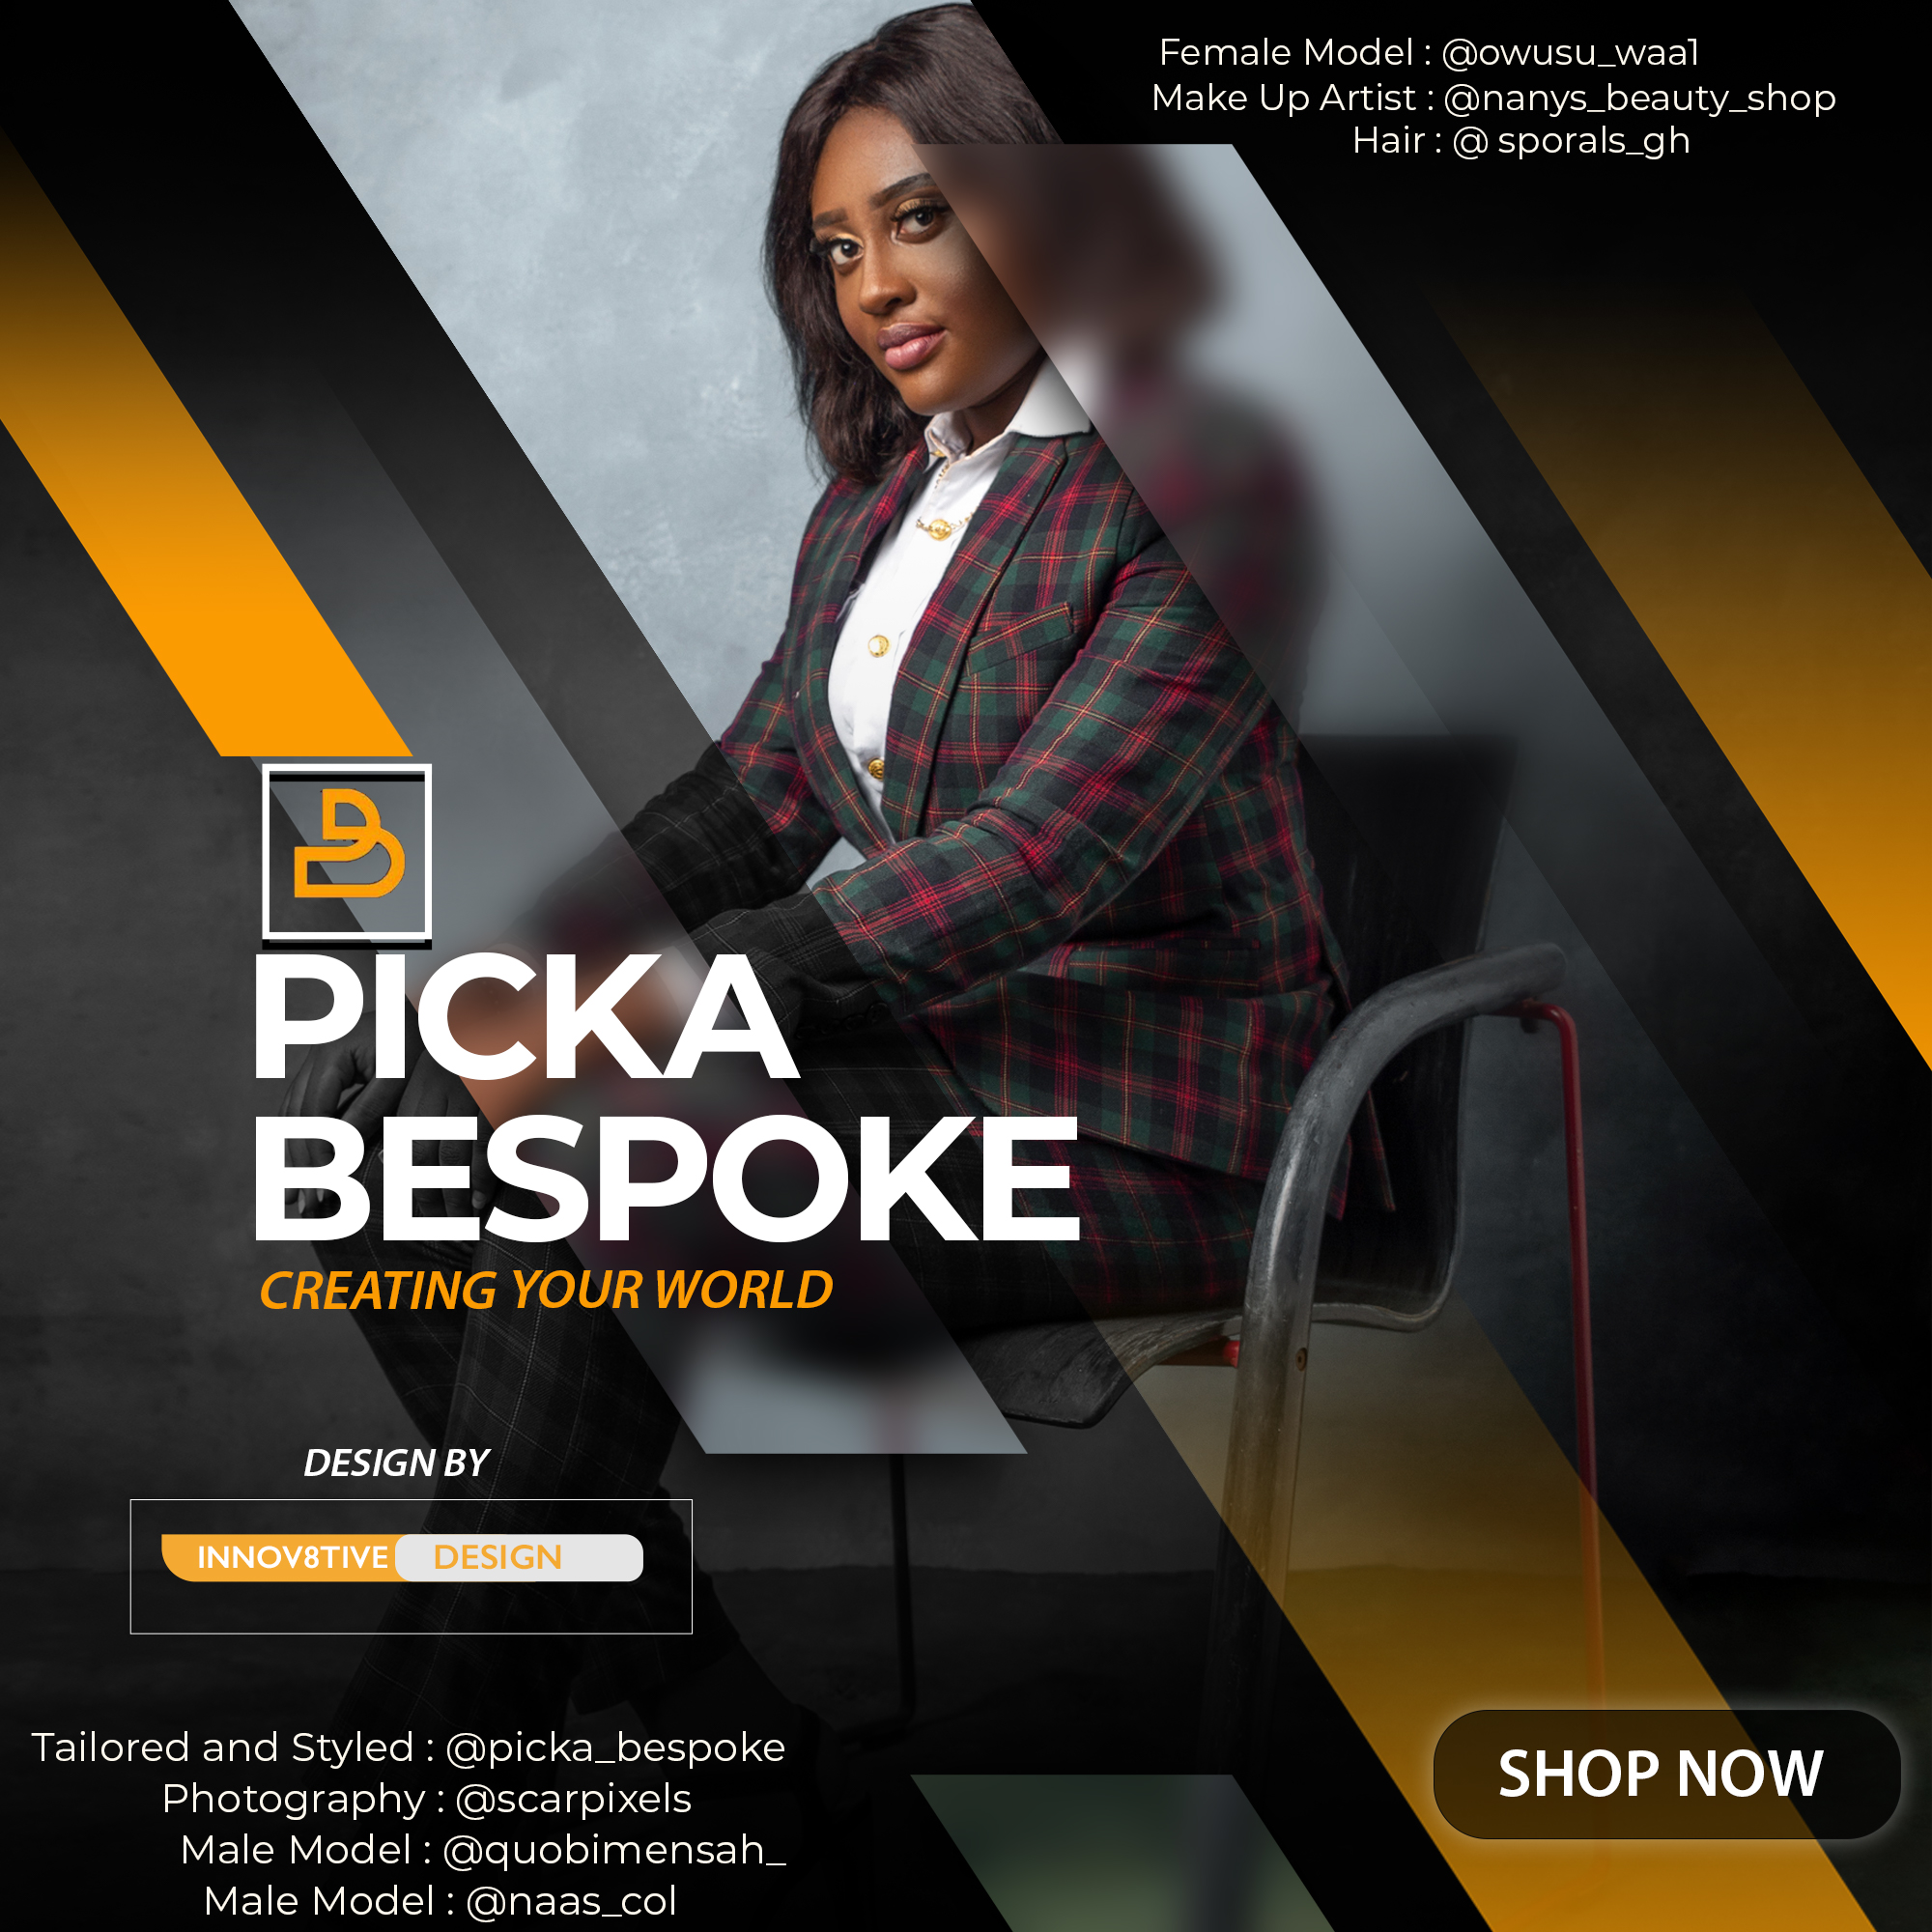 Female Model : @owusu_waa1
Make Up Artist : @nanys_beauty_shop
Hair : @ sporals_gh
PICKA
BESPOKE
CREATING YOUR WORLD
DESIGN BY
INNOV8TIVE DESIGN
Tailored and Styled : @picka_bespoke
Photography : @scarpixels
Male Model : @quobimensah_
Male Model : @naas_col
SHOP NOW